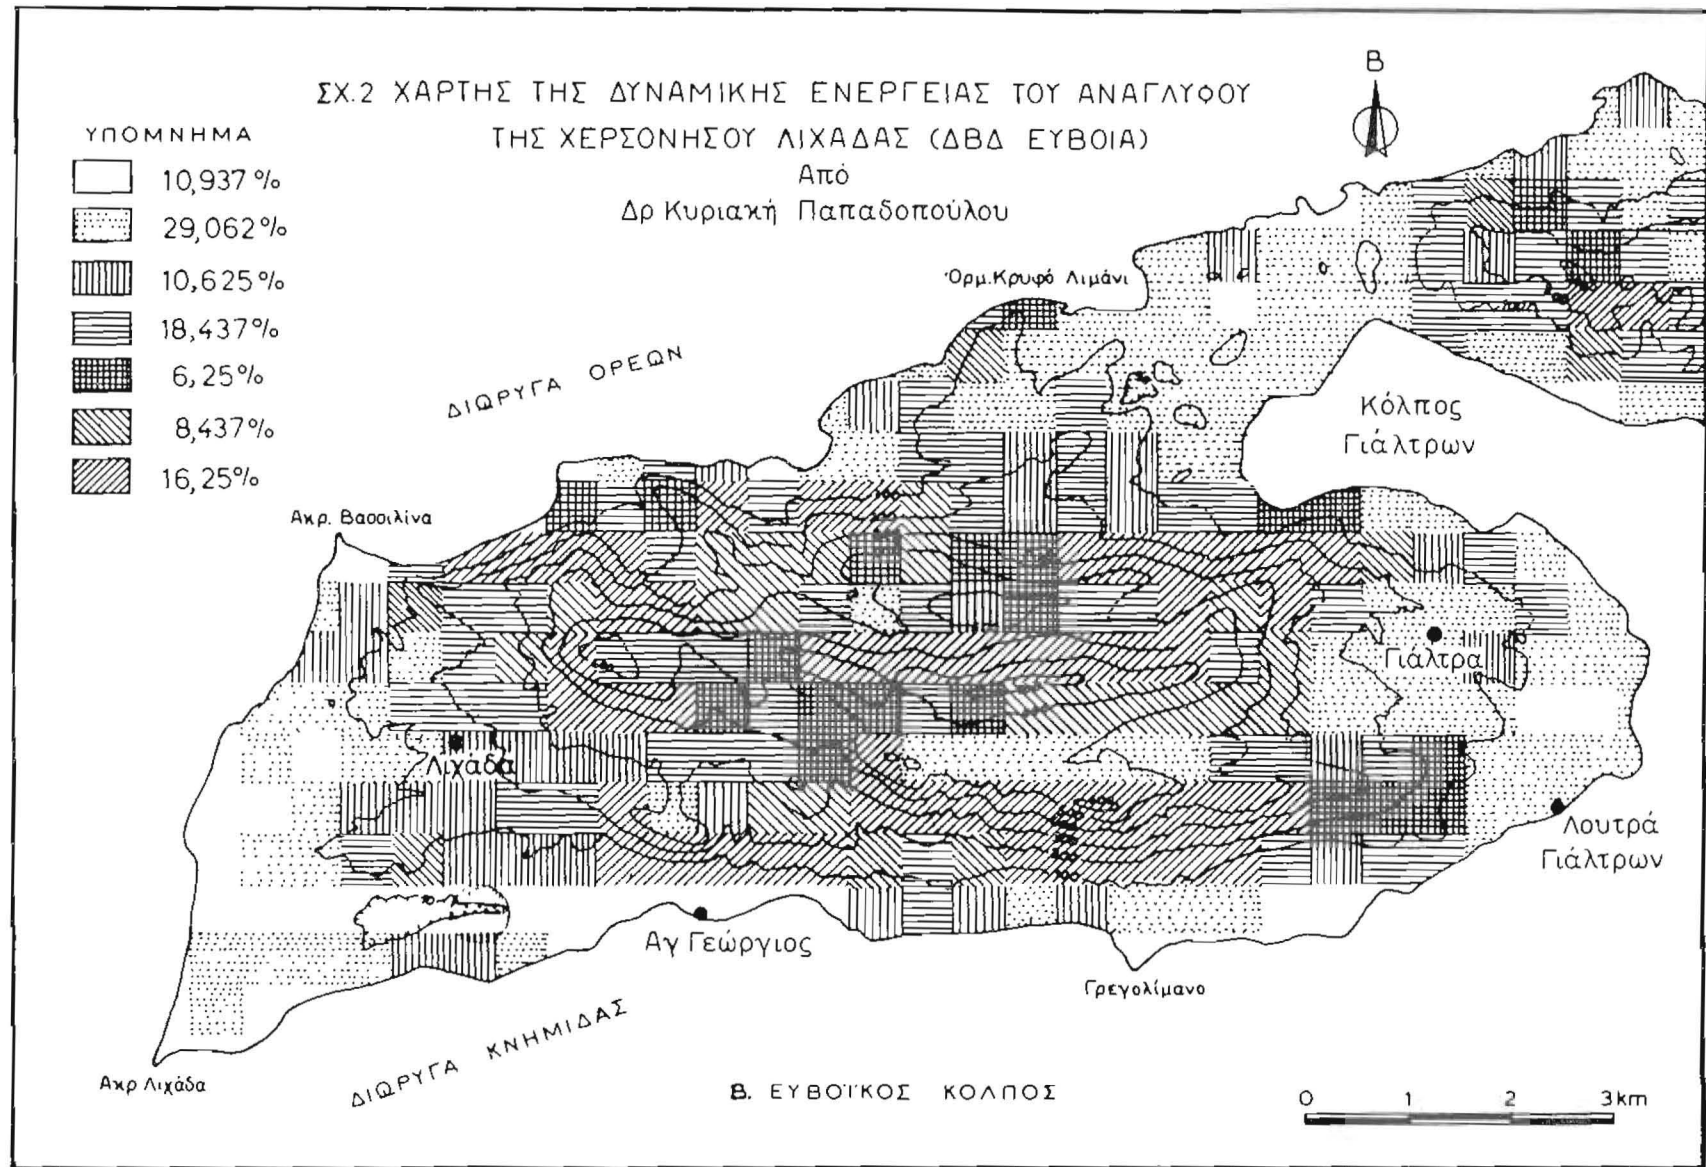 ΣΧ.2 ΧΑΡΤΗΣ ΤΗΣ ΔΥΝΑΜΙΚΗΣ ΕΝΕΡΓΕΙΑΣ ΤΟΥ ΑΝΑΓΛΥΦΟΥ
ΤΗΣ ΧΕΡΣΟΝΗΣΟΥ ΛΙΧΑΔΑΣ (ΔΒΔ ΕΥΒΟΙΑ)
Από
Δρ Κυριακή Παπαδοπούλου
Β
ΥΠΟΜΝΗΜΑ
10,937%
29,062%
10,625%
18,437%
6,25%
8,437%
16,25%
Όρμ.Κρυφό Λιμάνι
ΔΙΩΡΥΓΑ ΟΡΕΩΝ
Κόλπος
Γιάλτρων
Ακρ. Βασσιλίνα
Γιάλτρα
Λιχάδα
Λουτρά
Γιάλτρων
Αγ Γεώργιος
Γρεγολίμανο
ΔΙΩΡΥΓΑ ΚΝΗΜΙΔΑΣ
Ακρ Λιχάδα
Β. ΕΥΒΟΪΚΟΣ ΚΟΛΠΟΣ
0 1 2 3km